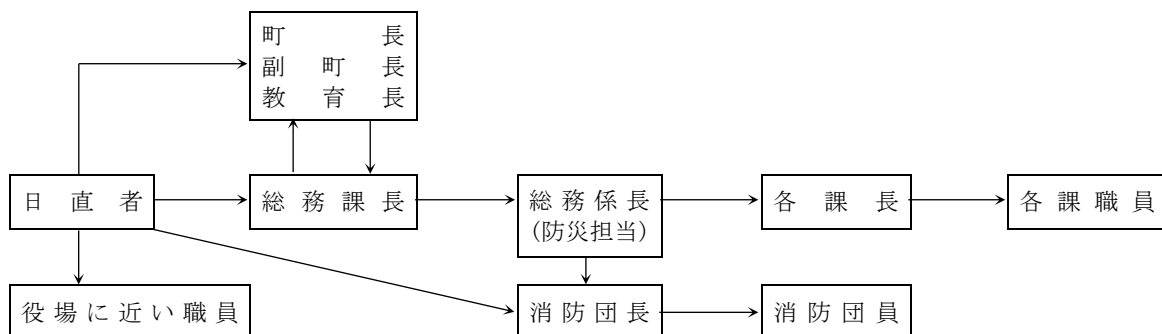 町長
副町長
教育長
日直者
総務課長
総務係長
(防災担当)
各課長
各課職員
役場に近い職員
消防団長
消防団員